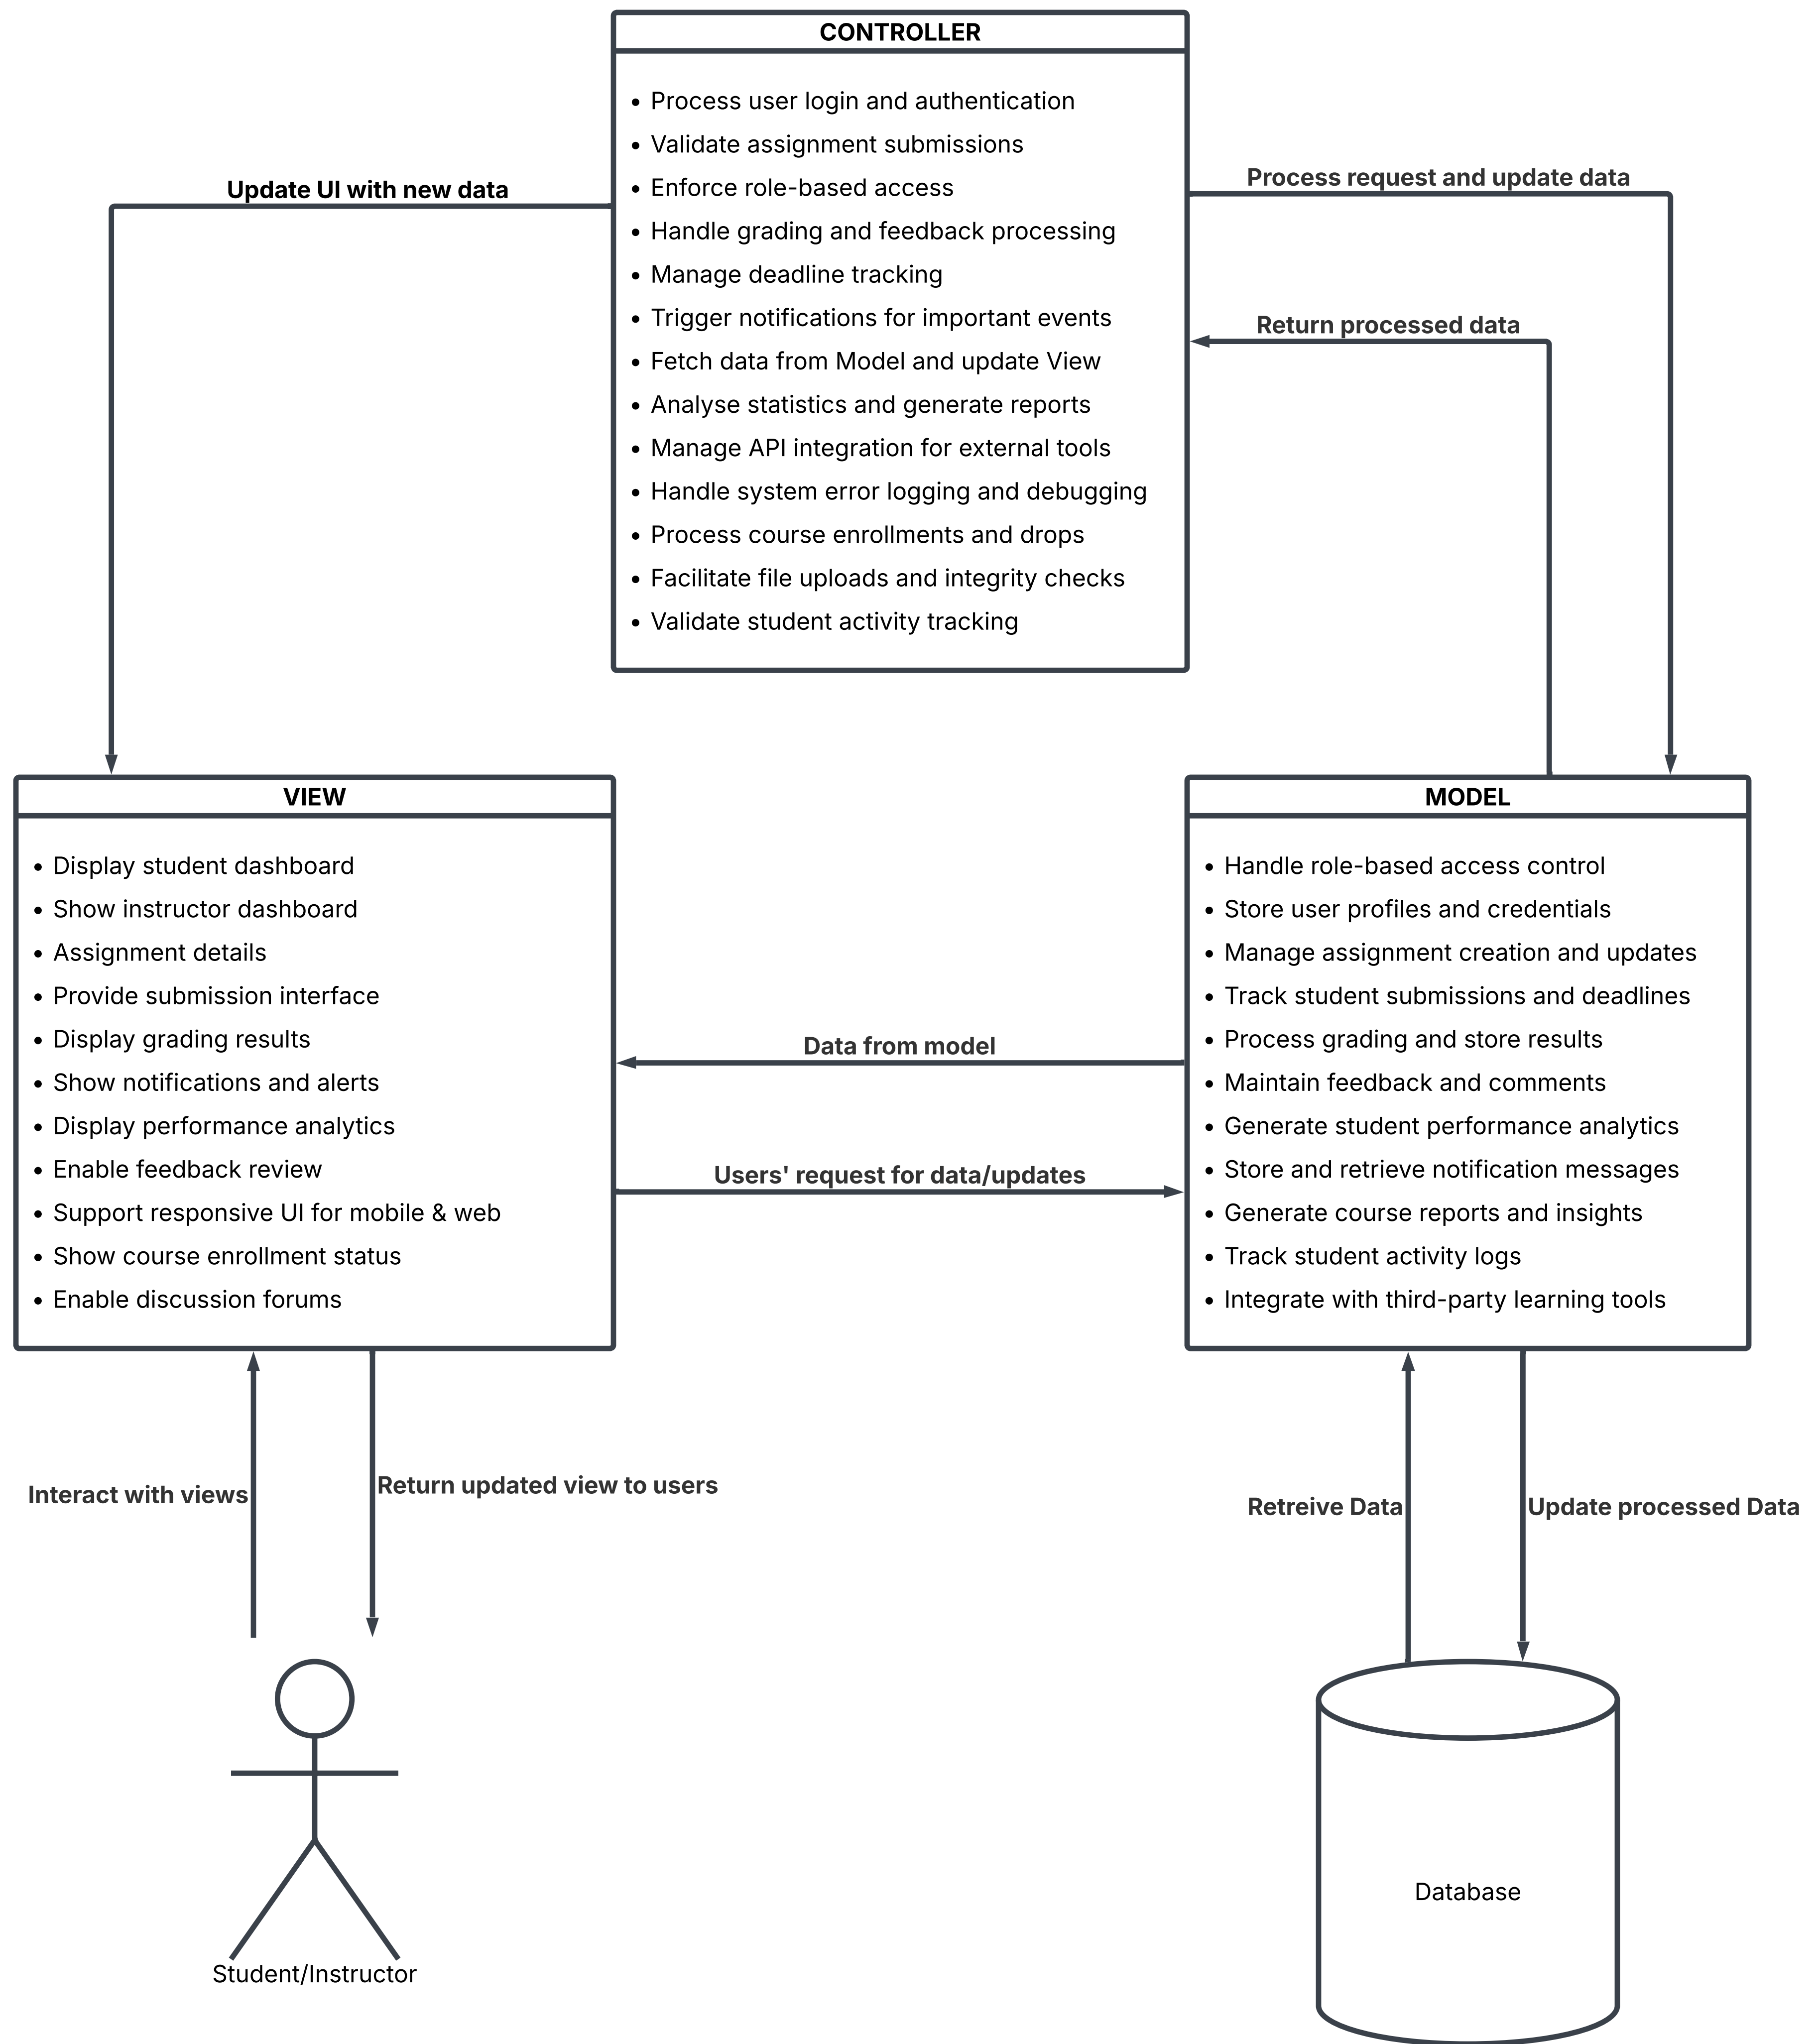 CONTROLLER
• Process user login and authentication
• Validate assignment submissions
• Enforce role-based access
• Handle grading and feedback processing
• Manage deadline tracking
• Trigger notifications for important events
• Fetch data from Model and update View
• Analyse statistics and generate reports
• Manage API integration for external tools
• Handle system error logging and debugging
• Process course enrollments and drops
• Facilitate file uploads and integrity checks
• Validate student activity tracking
Update UI with new data
Process request and update data
Return processed data
VIEW
• Display student dashboard
• Show instructor dashboard
• Assignment details
• Provide submission interface
• Display grading results
• Show notifications and alerts
• Display performance analytics
• Enable feedback review
• Support responsive UI for mobile & web
• Show course enrollment status
• Enable discussion forums
Data from model
Users' request for data/updates
MODEL
• Handle role-based access control
• Store user profiles and credentials
• Manage assignment creation and updates
• Track student submissions and deadlines
• Process grading and store results
• Maintain feedback and comments
• Generate student performance analytics
• Store and retrieve notification messages
• Generate course reports and insights
• Track student activity logs
• Integrate with third-party learning tools
Interact with views
Return updated view to users
Retreive Data
Update processed Data
Student/Instructor
Database